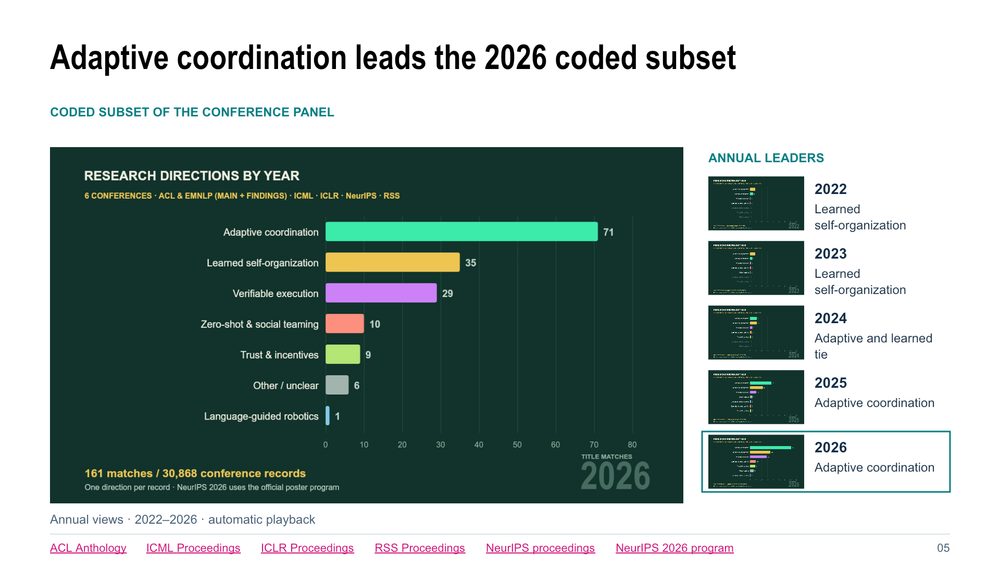 Adaptive coordination leads the 2026 coded subset
CODED SUBSET OF THE CONFERENCE PANEL
RESEARCH DIRECTIONS BY YEAR
6 CONFERENCES · ACL & EMNLP (MAIN + FINDINGS) · ICML · ICLR · NeurIPS · RSS
Adaptive coordination 71
Learned self-organization 35
Verifiable execution 29
Zero-shot & social teaming 10
Trust & incentives 9
Other / unclear 6
Language-guided robotics 1
0 10 20 30 40 50 60 70 80
161 matches / 30,868 conference records
One direction per record · NeurIPS 2026 uses the official poster program
TITLE MATCHES
2026
ANNUAL LEADERS
2022
Learned
self-organization
2023
Learned
self-organization
2024
Adaptive and learned
tie
2025
Adaptive coordination
2026
Adaptive coordination
Annual views · 2022–2026 · automatic playback
ACL Anthology ICML Proceedings ICLR Proceedings RSS Proceedings NeurIPS proceedings NeurIPS 2026 program 05